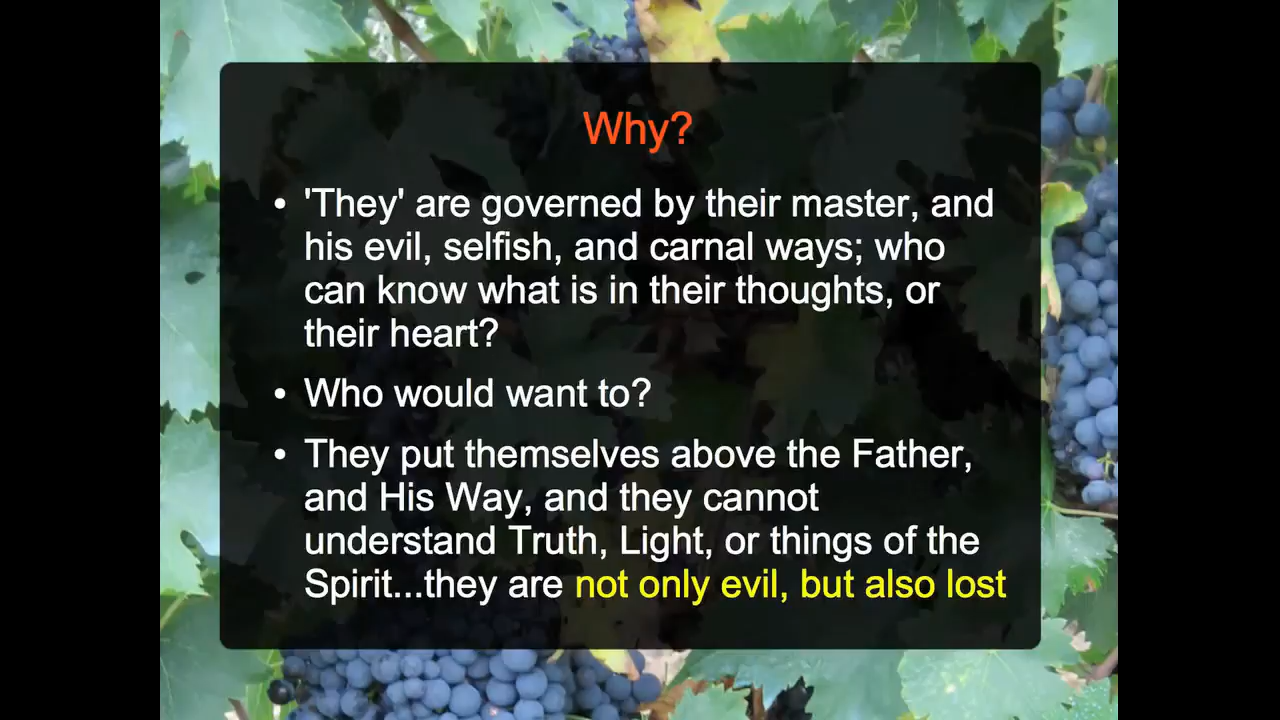 Why?
• 'They' are governed by their master, and
his evil, selfish, and carnal ways; who
can know what is in their thoughts, or
their heart?
• Who would want to?
• They put themselves above the Father,
and His Way, and they cannot
understand Truth, Light, or things of the
Spirit...they are not only evil, but also lost